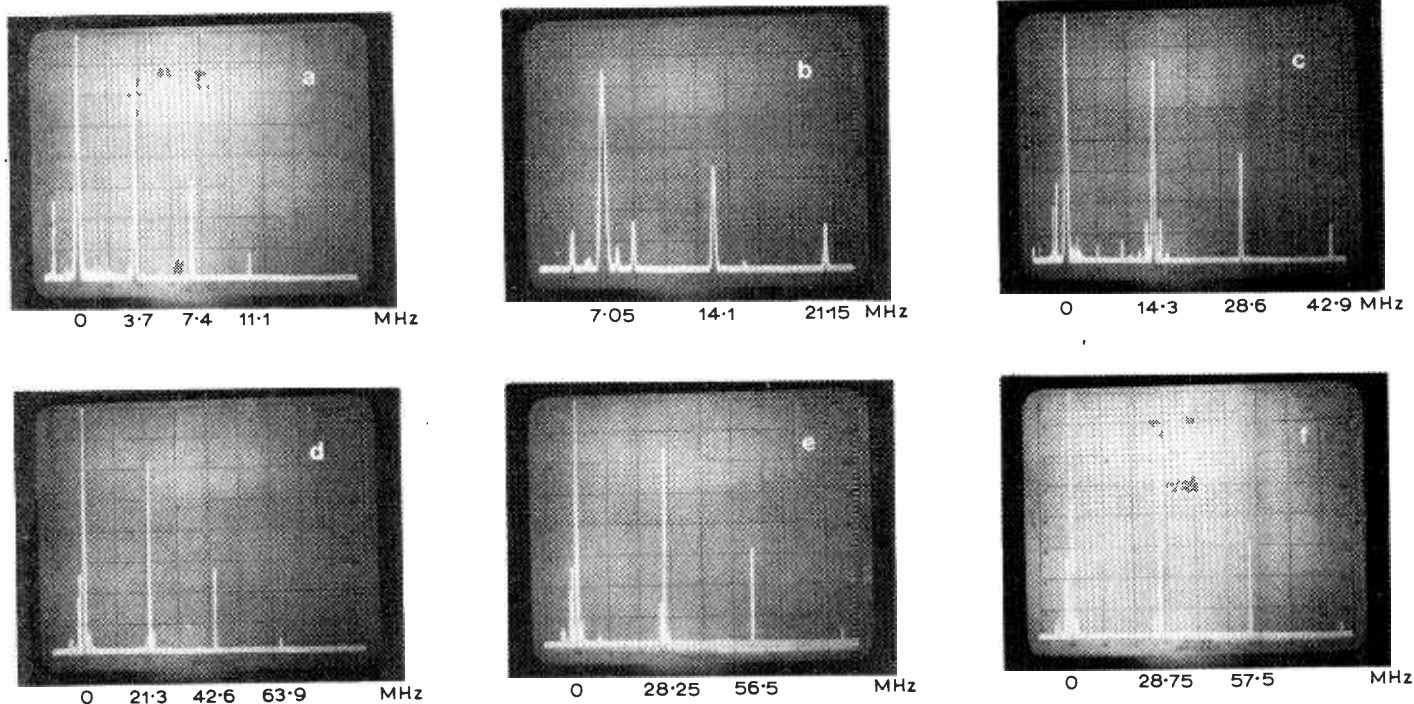 a
b
c
0 3·7 7·4 11·1 MHz
7·05 14·1 21·15 MHz
0 14·3 28·6 42·9 MHz
d
e
f
0 21·3 42·6 63·9 MHz
0 28·25 56·5 MHz
0 28·75 57·5 MHz